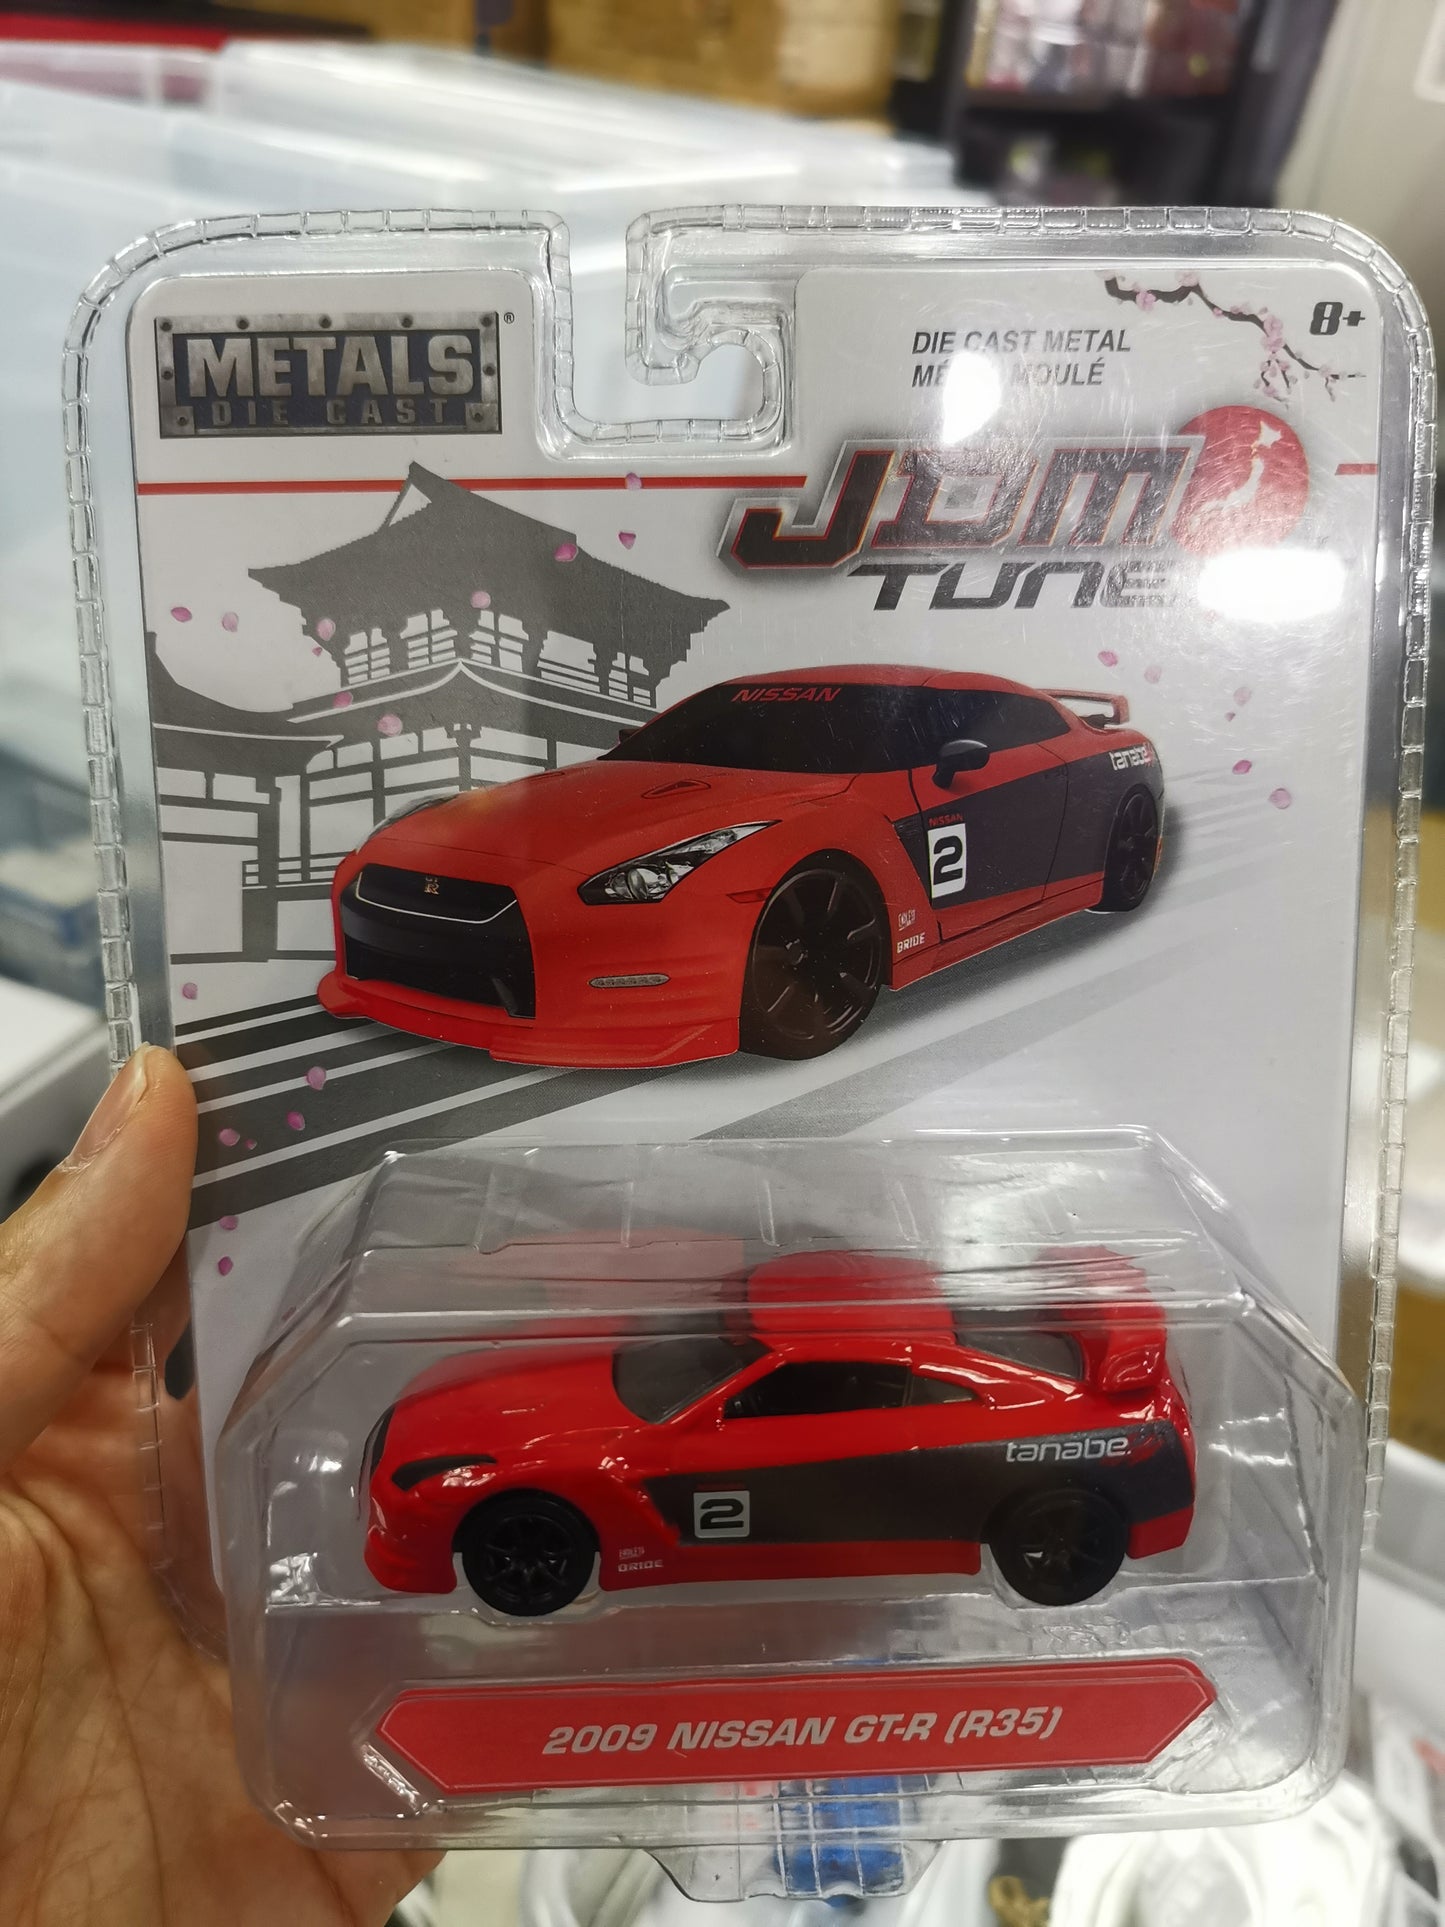 METALS®
DIE CAST
DIE CAST METAL
MOULÉ
8+
JDM
NISSAN
tanabe
NISSAN
2
BRIDE
tanabe
2
BRIDE
2009 NISSAN GT-R (R35)